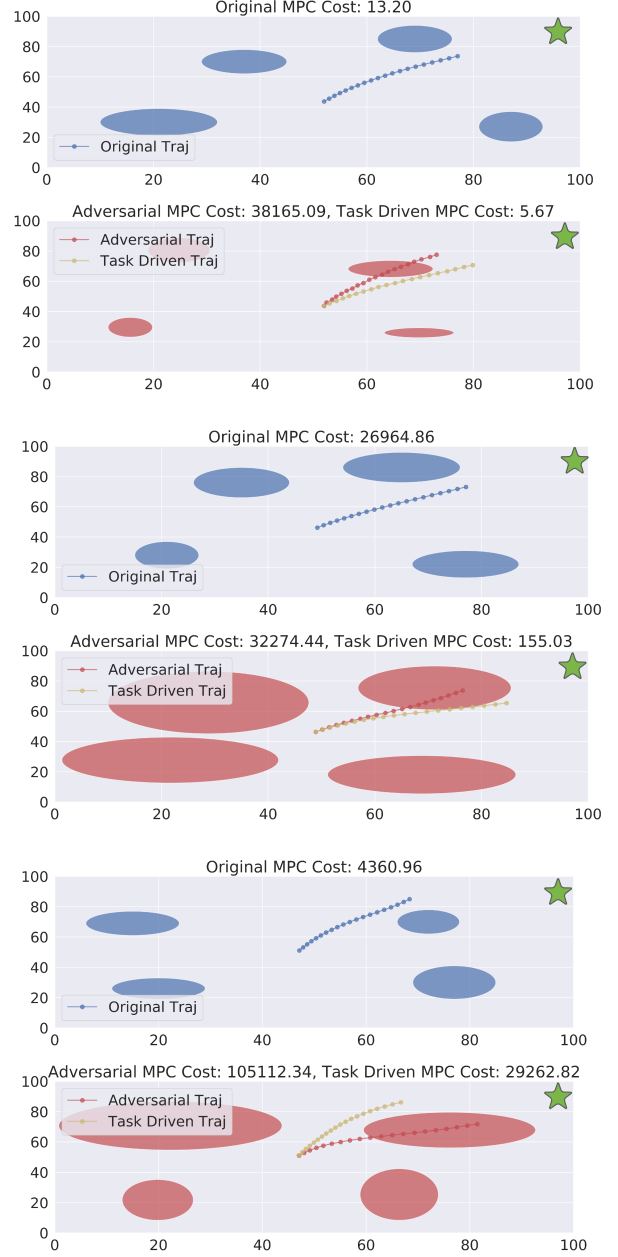 Original MPC Cost: 13.20
100
80
60
40
20
0
Original Traj
0 20 40 60 80 100
Adversarial MPC Cost: 38165.09, Task Driven MPC Cost: 5.67
100
80
60
40
20
0
Adversarial Traj
Task Driven Traj
0 20 40 60 80 100
Original MPC Cost: 26964.86
100
80
60
40
20
0
Original Traj
0 20 40 60 80 100
Adversarial MPC Cost: 32274.44, Task Driven MPC Cost: 155.03
100
80
60
40
20
0
Adversarial Traj
Task Driven Traj
0 20 40 60 80 100
Original MPC Cost: 4360.96
100
80
60
40
20
0
Original Traj
0 20 40 60 80 100
Adversarial MPC Cost: 105112.34, Task Driven MPC Cost: 29262.82
100
80
60
40
20
0
Adversarial Traj
Task Driven Traj
0 20 40 60 80 100